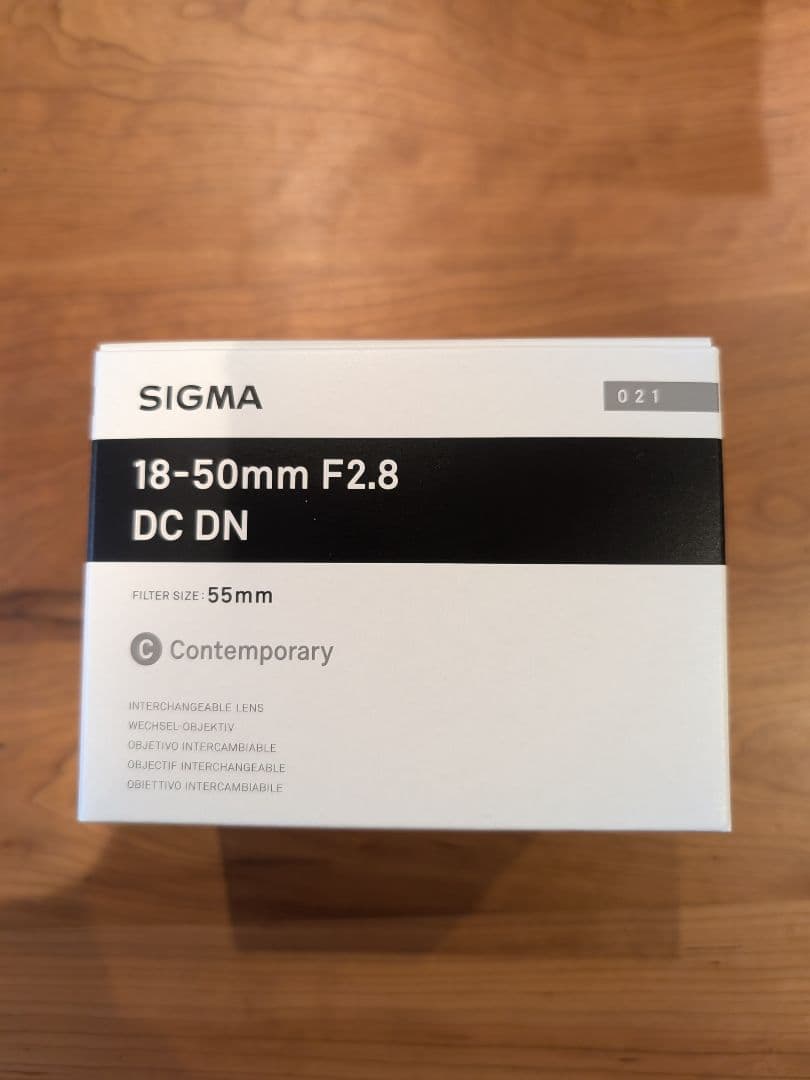 SIGMA
021
18-50mm F2.8
DC DN
FILTER SIZE: 55mm
C Contemporary
INTERCHANGEABLE LENS
WECHSEL-OBJEKTIV
OBJETIVO INTERCAMBIABLE
OBJECTIF INTERCHANGEABLE
OBIETTIVO INTERCAMBIABILE